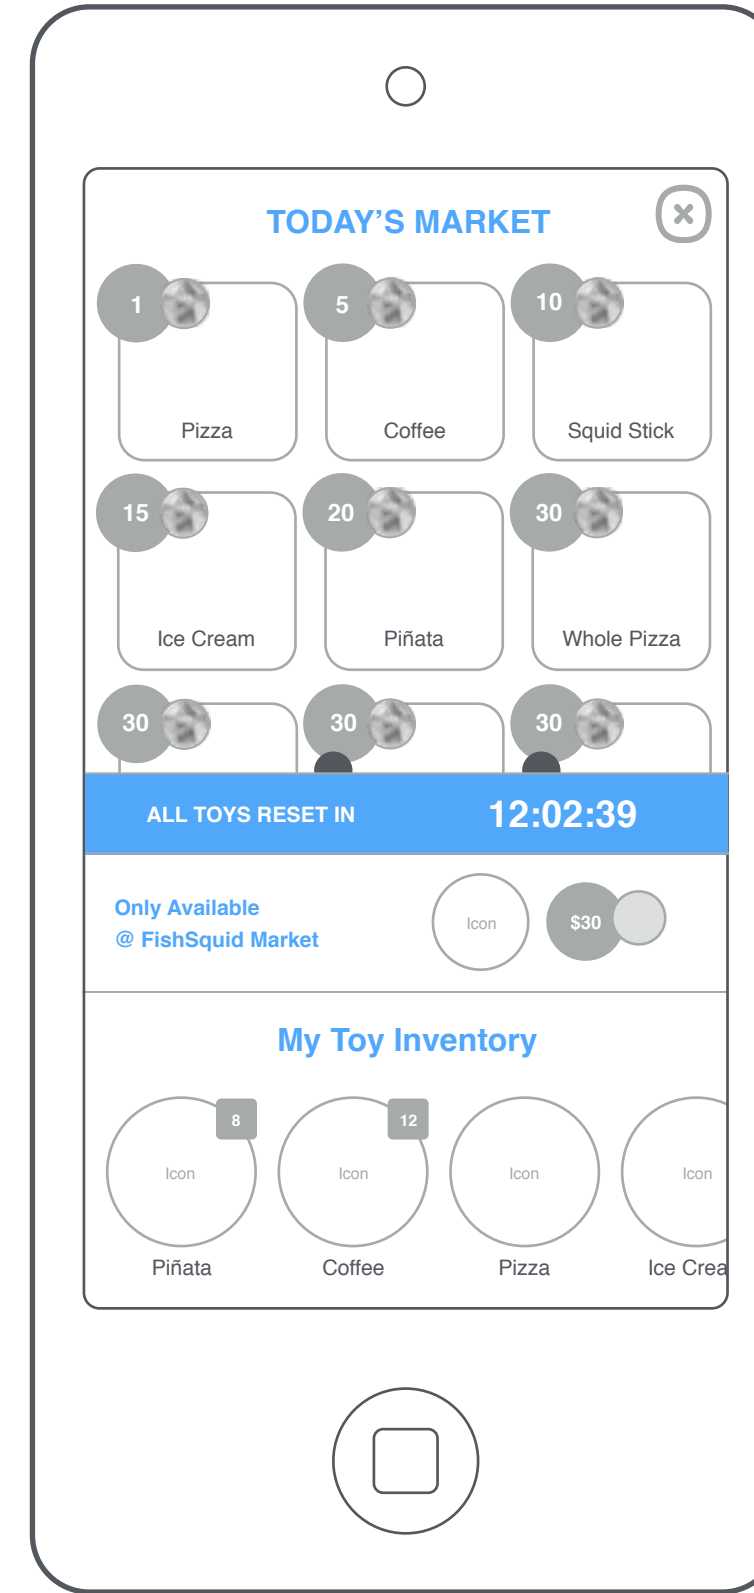 TODAY’S MARKET
1 5 10
Pizza Coffee Squid Stick
15 20 30
Ice Cream Piñata Whole Pizza
30 30 30
ALL TOYS RESET IN 12:02:39
Only Available
@ FishSquid Market
Icon $30
My Toy Inventory
8 12
Icon Icon Icon Icon
Piñata Coffee Pizza Ice Crea